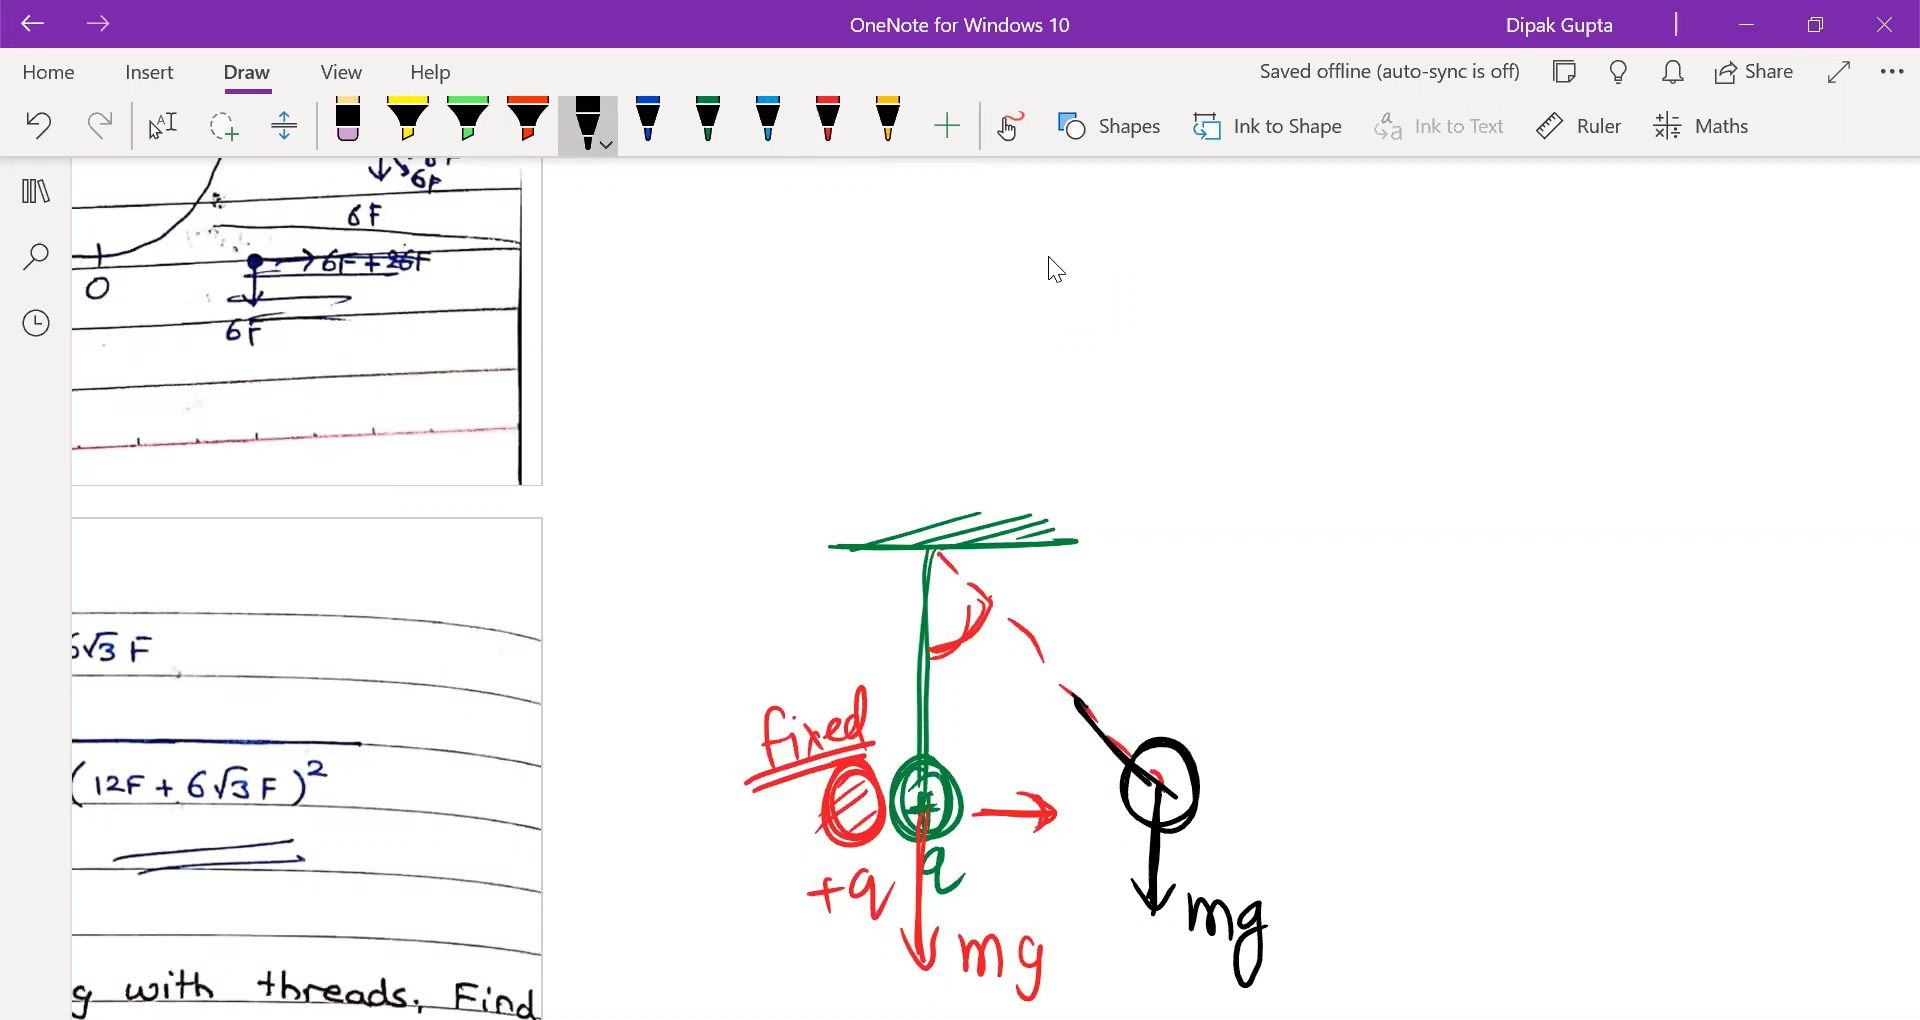 OneNote for Windows 10
Dipak Gupta
Home Insert Draw View Help
Saved offline (auto-sync is off) Share
Shapes Ink to Shape Ink to Text Ruler Maths
6F
6F
6F
O
6F
√3 F
(12F + 6√3 F)²
with threads. Find
fixed
+q
q
mg
mg